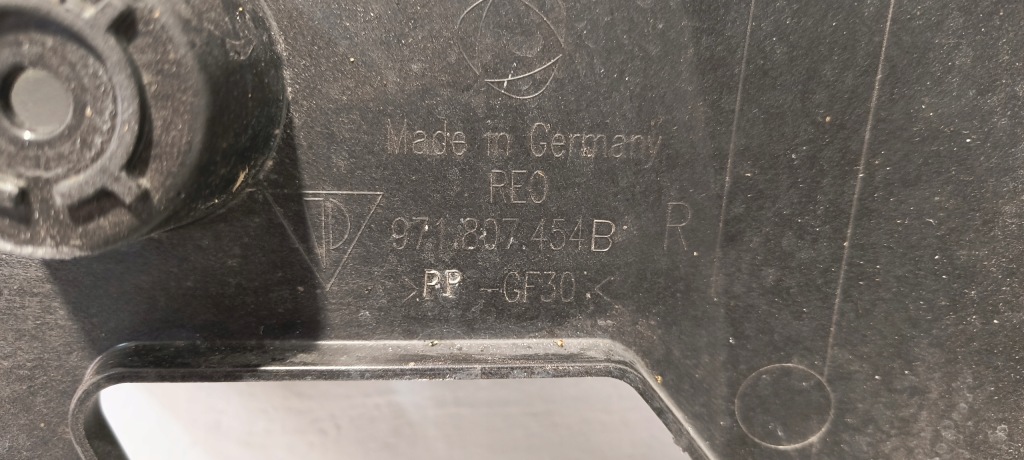 Made in Germany
REO
971.807.454B R
>PP-GF30<